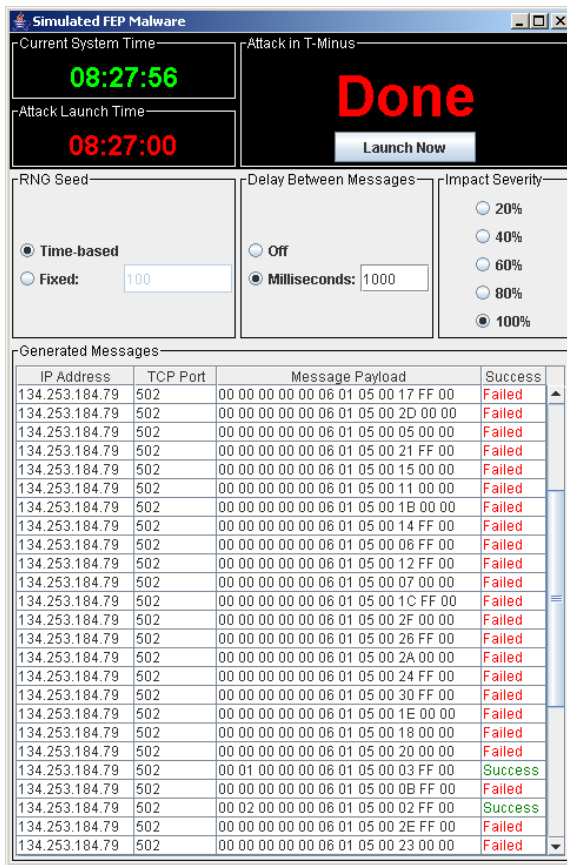 Simulated FEP Malware
Current System Time
08:27:56
Attack Launch Time
08:27:00
Attack in T-Minus
Done
Launch Now
RNG Seed
Time-based
Fixed: 100
Delay Between Messages
Off
Milliseconds: 1000
Impact Severity
20%
40%
60%
80%
100%
Generated Messages
IP Address TCP Port Message Payload Success
134.253.184.79 502 00 00 00 00 00 06 01 05 00 17 FF 00 Failed
134.253.184.79 502 00 00 00 00 00 06 01 05 00 2D 00 00 Failed
134.253.184.79 502 00 00 00 00 00 06 01 05 00 05 00 00 Failed
134.253.184.79 502 00 00 00 00 00 06 01 05 00 21 FF 00 Failed
134.253.184.79 502 00 00 00 00 00 06 01 05 00 15 00 00 Failed
134.253.184.79 502 00 00 00 00 00 06 01 05 00 11 00 00 Failed
134.253.184.79 502 00 00 00 00 00 06 01 05 00 1B 00 00 Failed
134.253.184.79 502 00 00 00 00 00 06 01 05 00 14 FF 00 Failed
134.253.184.79 502 00 00 00 00 00 06 01 05 00 06 FF 00 Failed
134.253.184.79 502 00 00 00 00 00 06 01 05 00 12 FF 00 Failed
134.253.184.79 502 00 00 00 00 00 06 01 05 00 07 00 00 Failed
134.253.184.79 502 00 00 00 00 00 06 01 05 00 1C FF 00 Failed
134.253.184.79 502 00 00 00 00 00 06 01 05 00 2F 00 00 Failed
134.253.184.79 502 00 00 00 00 00 06 01 05 00 26 FF 00 Failed
134.253.184.79 502 00 00 00 00 00 06 01 05 00 2A 00 00 Failed
134.253.184.79 502 00 00 00 00 00 06 01 05 00 24 FF 00 Failed
134.253.184.79 502 00 00 00 00 00 06 01 05 00 30 FF 00 Failed
134.253.184.79 502 00 00 00 00 00 06 01 05 00 1E 00 00 Failed
134.253.184.79 502 00 00 00 00 00 06 01 05 00 18 00 00 Failed
134.253.184.79 502 00 00 00 00 00 06 01 05 00 20 00 00 Failed
134.253.184.79 502 00 01 00 00 00 06 01 05 00 03 FF 00 Success
134.253.184.79 502 00 00 00 00 00 06 01 05 00 0B FF 00 Failed
134.253.184.79 502 00 02 00 00 00 06 01 05 00 02 FF 00 Success
134.253.184.79 502 00 00 00 00 00 06 01 05 00 2E FF 00 Failed
134.253.184.79 502 00 00 00 00 00 06 01 05 00 23 00 00 Failed